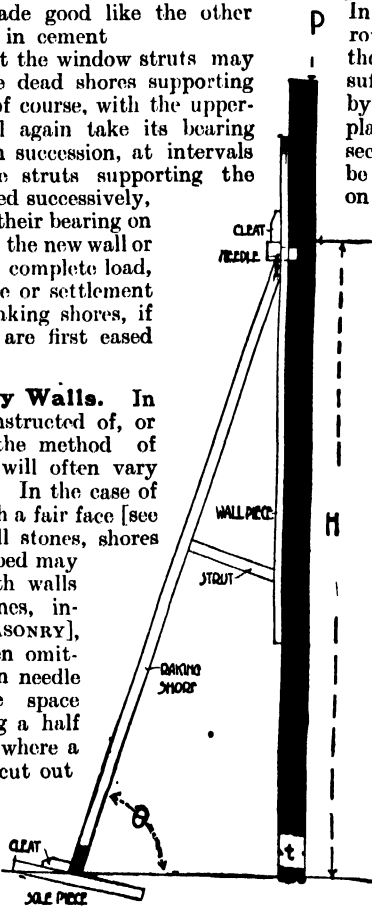 ade good like the other
in cement
t the window struts may
e dead shores supporting
of course, with the upper-
l again take its bearing
n succession, at intervals
e struts supporting the
ed successively,
their bearing on
the new wall or
complete load,
e or settlement
king shores, if
are first eased
y Walls. In
nstructed of, or
the method of
will often vary
In the case of
h a fair face [see
ll stones, shores
bed may
th walls
nes, in-
ASONRY],
en omit-
n needle
e space
g a half
where a
cut out
P
CLEAT
NEEDLE
WALL PIECE
H
STRUT
RAKING
SHORE
θ
t
CLEAT
SOLE PIECE
In
ro
the
suf
by
pla
sec
be
on